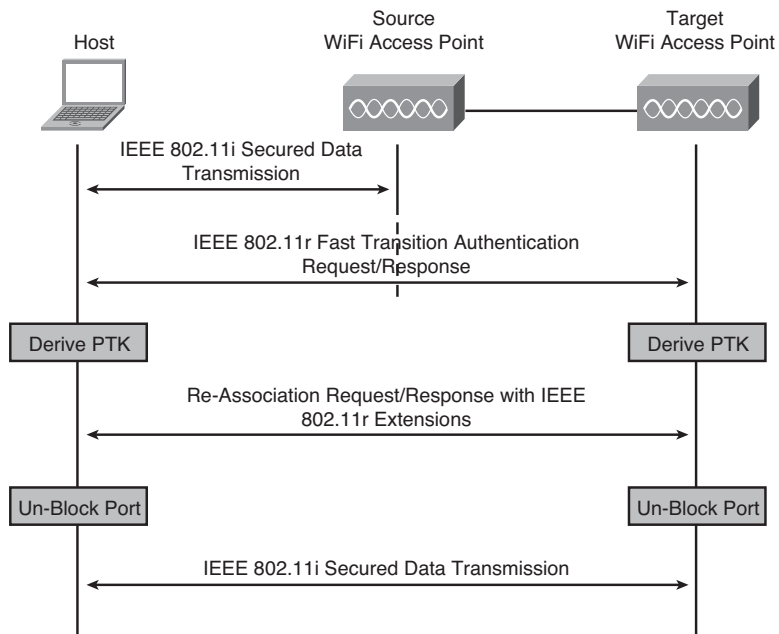 Host
Source
WiFi Access Point
Target
WiFi Access Point
IEEE 802.11i Secured Data
Transmission
IEEE 802.11r Fast Transition Authentication
Request/Response
Derive PTK
Derive PTK
Re-Association Request/Response with IEEE
802.11r Extensions
Un-Block Port
Un-Block Port
IEEE 802.11i Secured Data Transmission